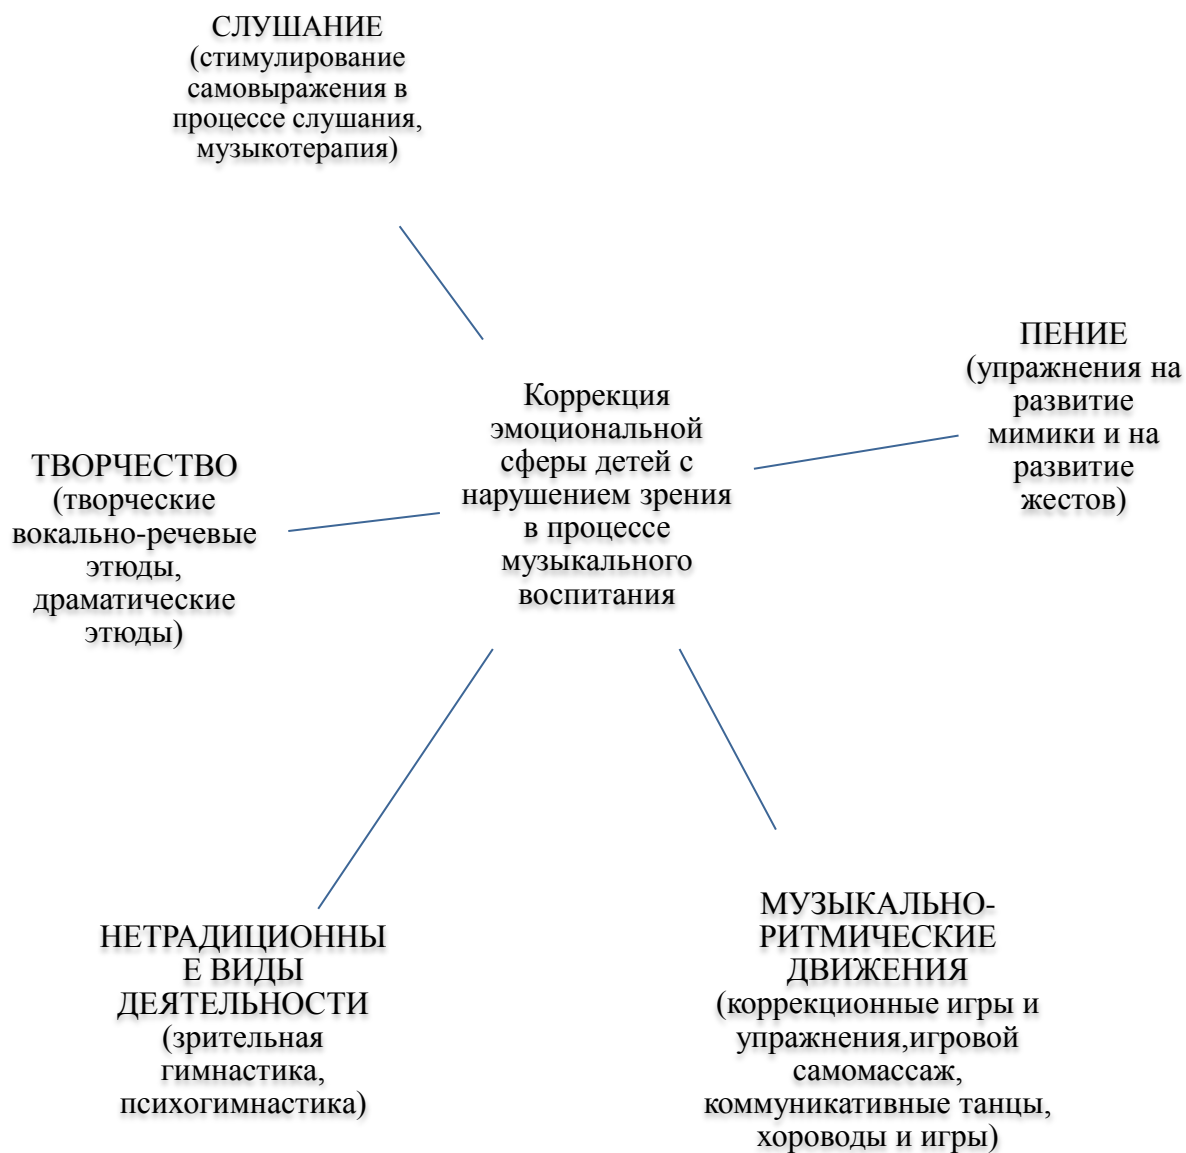 СЛУШАНИЕ
(стимулирование
самовыражения в
процессе слушания,
музыкотерапия)
ПЕНИЕ
(упражнения на
развитие
мимики и на
развитие
жестов)
Коррекция
эмоциональной
сферы детей с
нарушением зрения
в процессе
музыкального
воспитания
ТВОРЧЕСТВО
(творческие
вокально-речевые
этюды,
драматические
этюды)
НЕТРАДИЦИОННЫ
Е ВИДЫ
ДЕЯТЕЛЬНОСТИ
(зрительная
гимнастика,
психогимнастика)
МУЗЫКАЛЬНО-
РИТМИЧЕСКИЕ
ДВИЖЕНИЯ
(коррекционные игры и
упражнения,игровой
самомассаж,
коммуникативные танцы,
хороводы и игры)